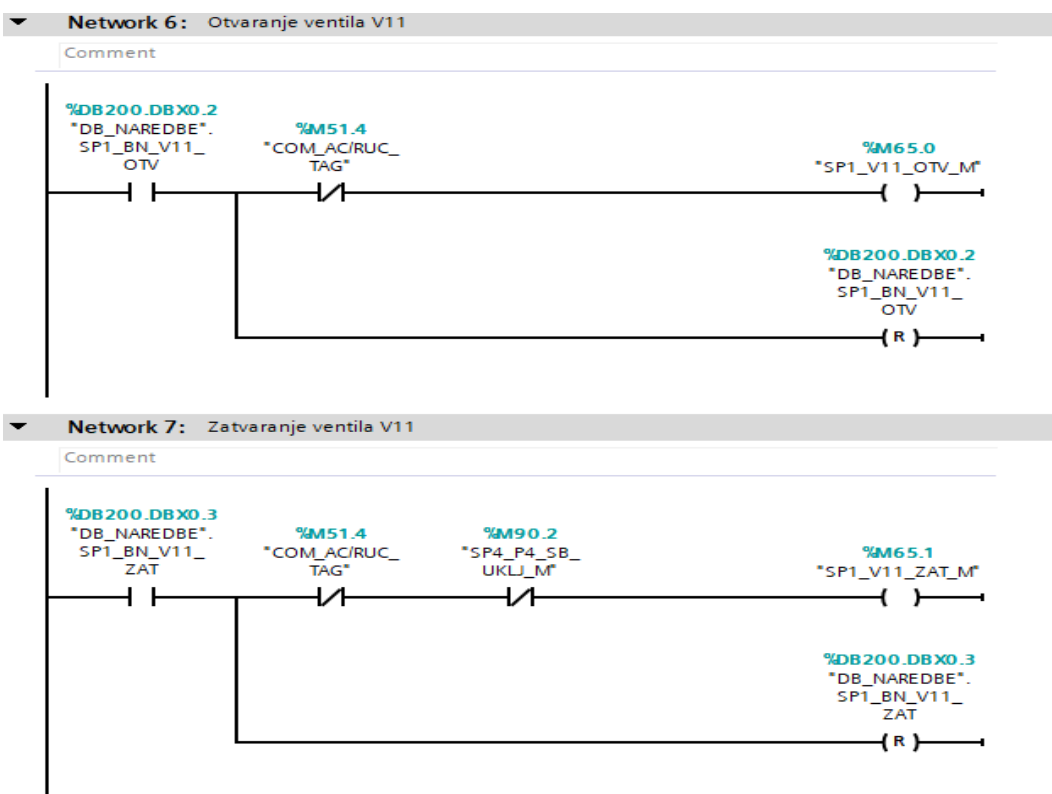 Network 6: Otvaranje ventila V11
Comment
%DB200.DBX0.2
"DB_NAREDBE".
SP1_BN_V11_
OTV
%M51.4
"COM_AC/RUC_
TAG"
%M65.0
"SP1_V11_OTV_M"
%DB200.DBX0.2
"DB_NAREDBE".
SP1_BN_V11_
OTV
R
Network 7: Zatvaranje ventila V11
Comment
%DB200.DBX0.3
"DB_NAREDBE".
SP1_BN_V11_
ZAT
%M51.4
"COM_AC/RUC_
TAG"
%M90.2
"SP4_P4_SB_
UKLJ_M"
%M65.1
"SP1_V11_ZAT_M"
%DB200.DBX0.3
"DB_NAREDBE".
SP1_BN_V11_
ZAT
R